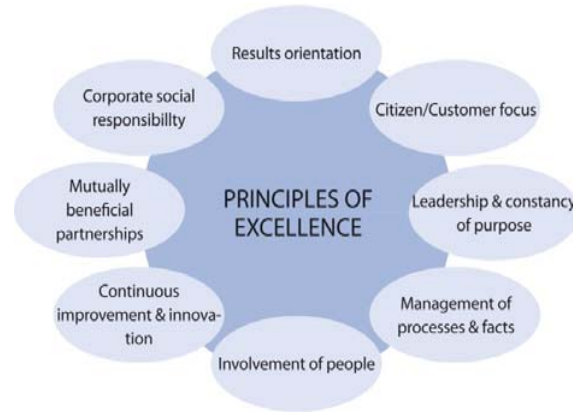 Results orientation
Citizen/Customer focus
Leadership & constancy
of purpose
Management of
processes & facts
Involvement of people
Continuous
improvement & innova-
tion
Mutually
beneficial
partnerships
Corporate social
responsibillty
PRINCIPLES OF
EXCELLENCE